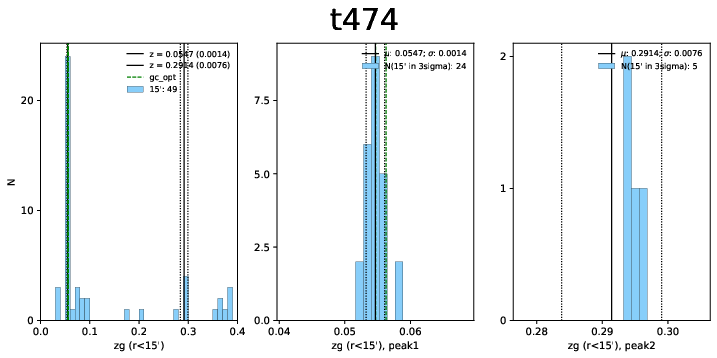 t474
z = 0.0547 (0.0014)
z = 0.2914 (0.0076)
gc_opt
15': 49
N
0
10
20
0.0 0.1 0.2 0.3 0.4
zg (r<15')
μ: 0.0547; σ: 0.0014
N(15' in 3sigma): 24
0.0
2.5
5.0
7.5
0.04 0.05 0.06
zg (r<15'), peak1
μ: 0.2914, σ: 0.0076
N(15' in 3sigma): 5
0
1
2
0.28 0.29 0.30
zg (r<15'), peak2